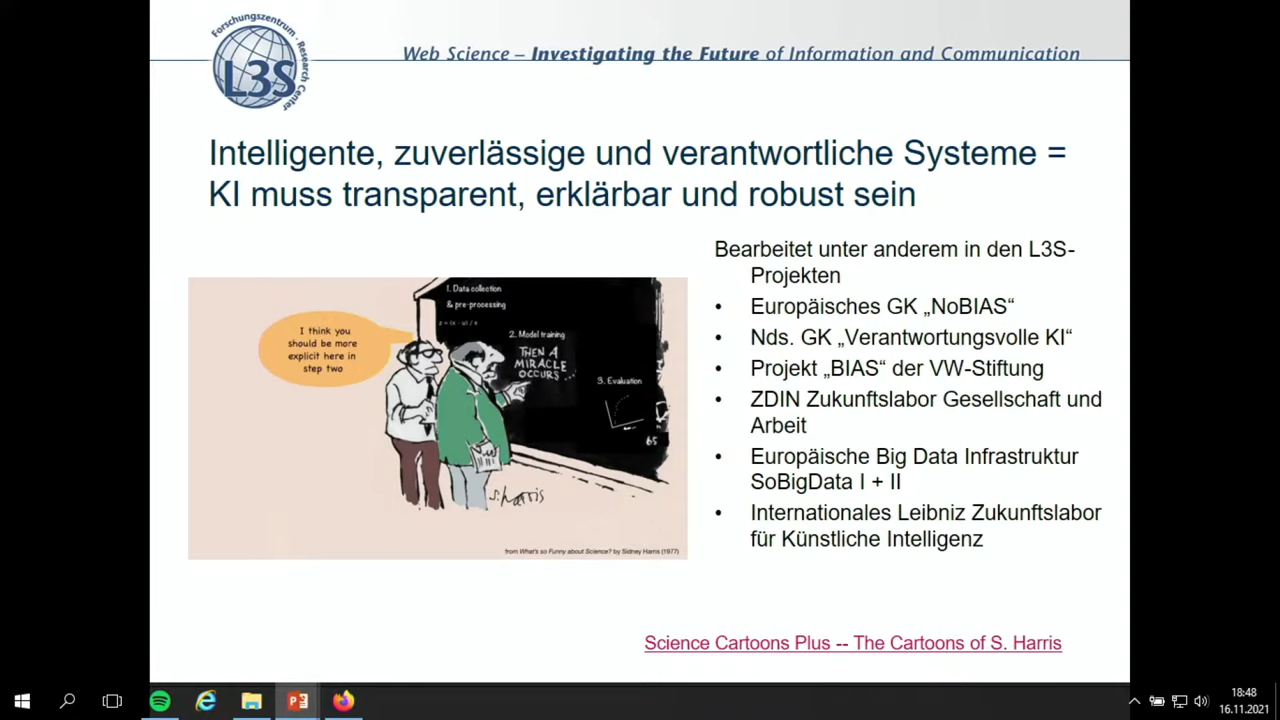 Forschungszentrum · Research Center
L3S
Web Science – Investigating the Future of Information and Communication
Intelligente, zuverlässige und verantwortliche Systeme =
KI muss transparent, erklärbar und robust sein
I think you
should be more
explicit here in
step two
1. Data collection
& pre-processing
2. Model training
THEN A
MIRACLE
OCCURS...
3. Evaluation
S.Harris
from What's so Funny about Science? by Sidney Harris (1977)
Bearbeitet unter anderem in den L3S-
Projekten
• Europäisches GK „NoBIAS“
• Nds. GK „Verantwortungsvolle KI“
• Projekt „BIAS“ der VW-Stiftung
• ZDIN Zukunftslabor Gesellschaft und
Arbeit
• Europäische Big Data Infrastruktur
SoBigData I + II
• Internationales Leibniz Zukunftslabor
für Künstliche Intelligenz
Science Cartoons Plus -- The Cartoons of S. Harris
18:48
16.11.2021